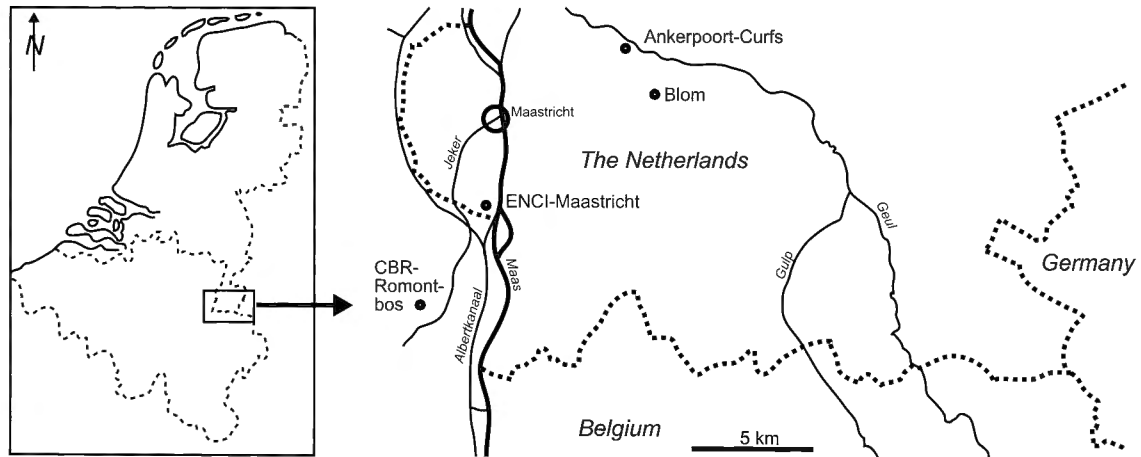 N
Ankerpoort-Curfs
Blom
Maastricht
Jeker
The Netherlands
ENCI-Maastricht
Geul
CBR-
Romont-
bos
Gulp
Germany
Maas
Albertkanaal
Belgium
5 km